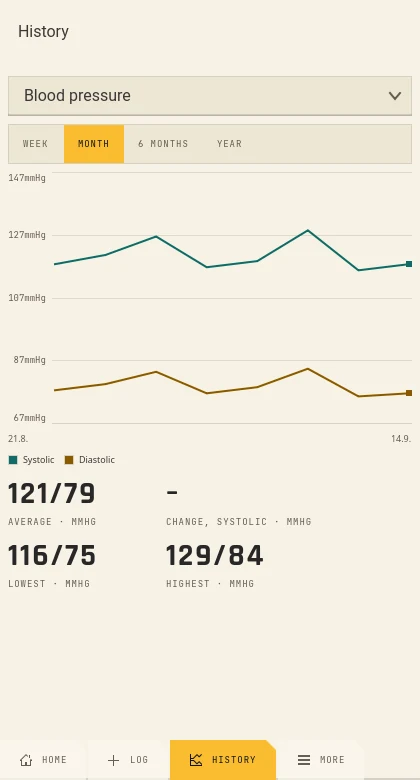 History
Blood pressure
WEEK MONTH 6 MONTHS YEAR
147mmHg
127mmHg
107mmHg
87mmHg
67mmHg
21.8. 14.9.
Systolic Diastolic
121/79 –
AVERAGE · MMHG CHANGE, SYSTOLIC · MMHG
116/75 129/84
LOWEST · MMHG HIGHEST · MMHG
HOME LOG HISTORY MORE